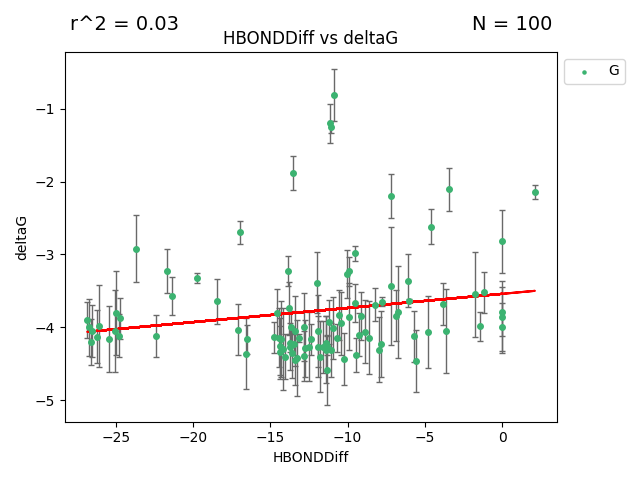 r^2 = 0.03
N = 100
HBONDDiff vs deltaG
G
−1
−2
−3
−4
−5
deltaG
−25 −20 −15 −10 −5 0
HBONDDiff